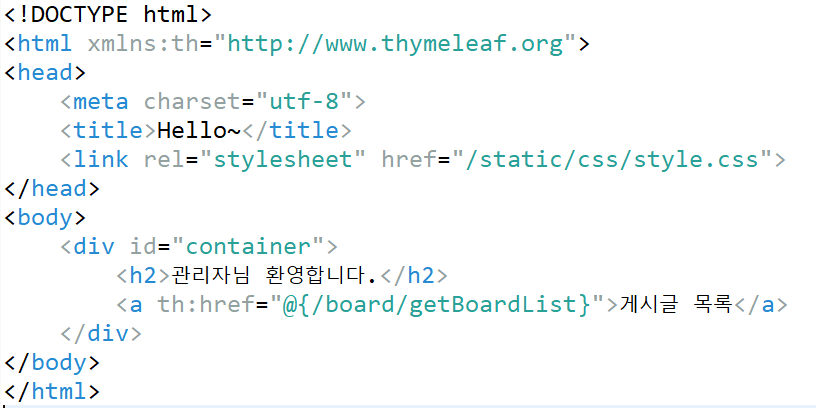 <!DOCTYPE html>
<html xmlns:th="http://www.thymeleaf.org">
<head>
    <meta charset="utf-8">
    <title>Hello~</title>
    <link rel="stylesheet" href="/static/css/style.css">
</head>
<body>
    <div id="container">
        <h2>관리자님 환영합니다.</h2>
        <a th:href="@{/board/getBoardList}">게시글 목록</a>
    </div>
</body>
</html>